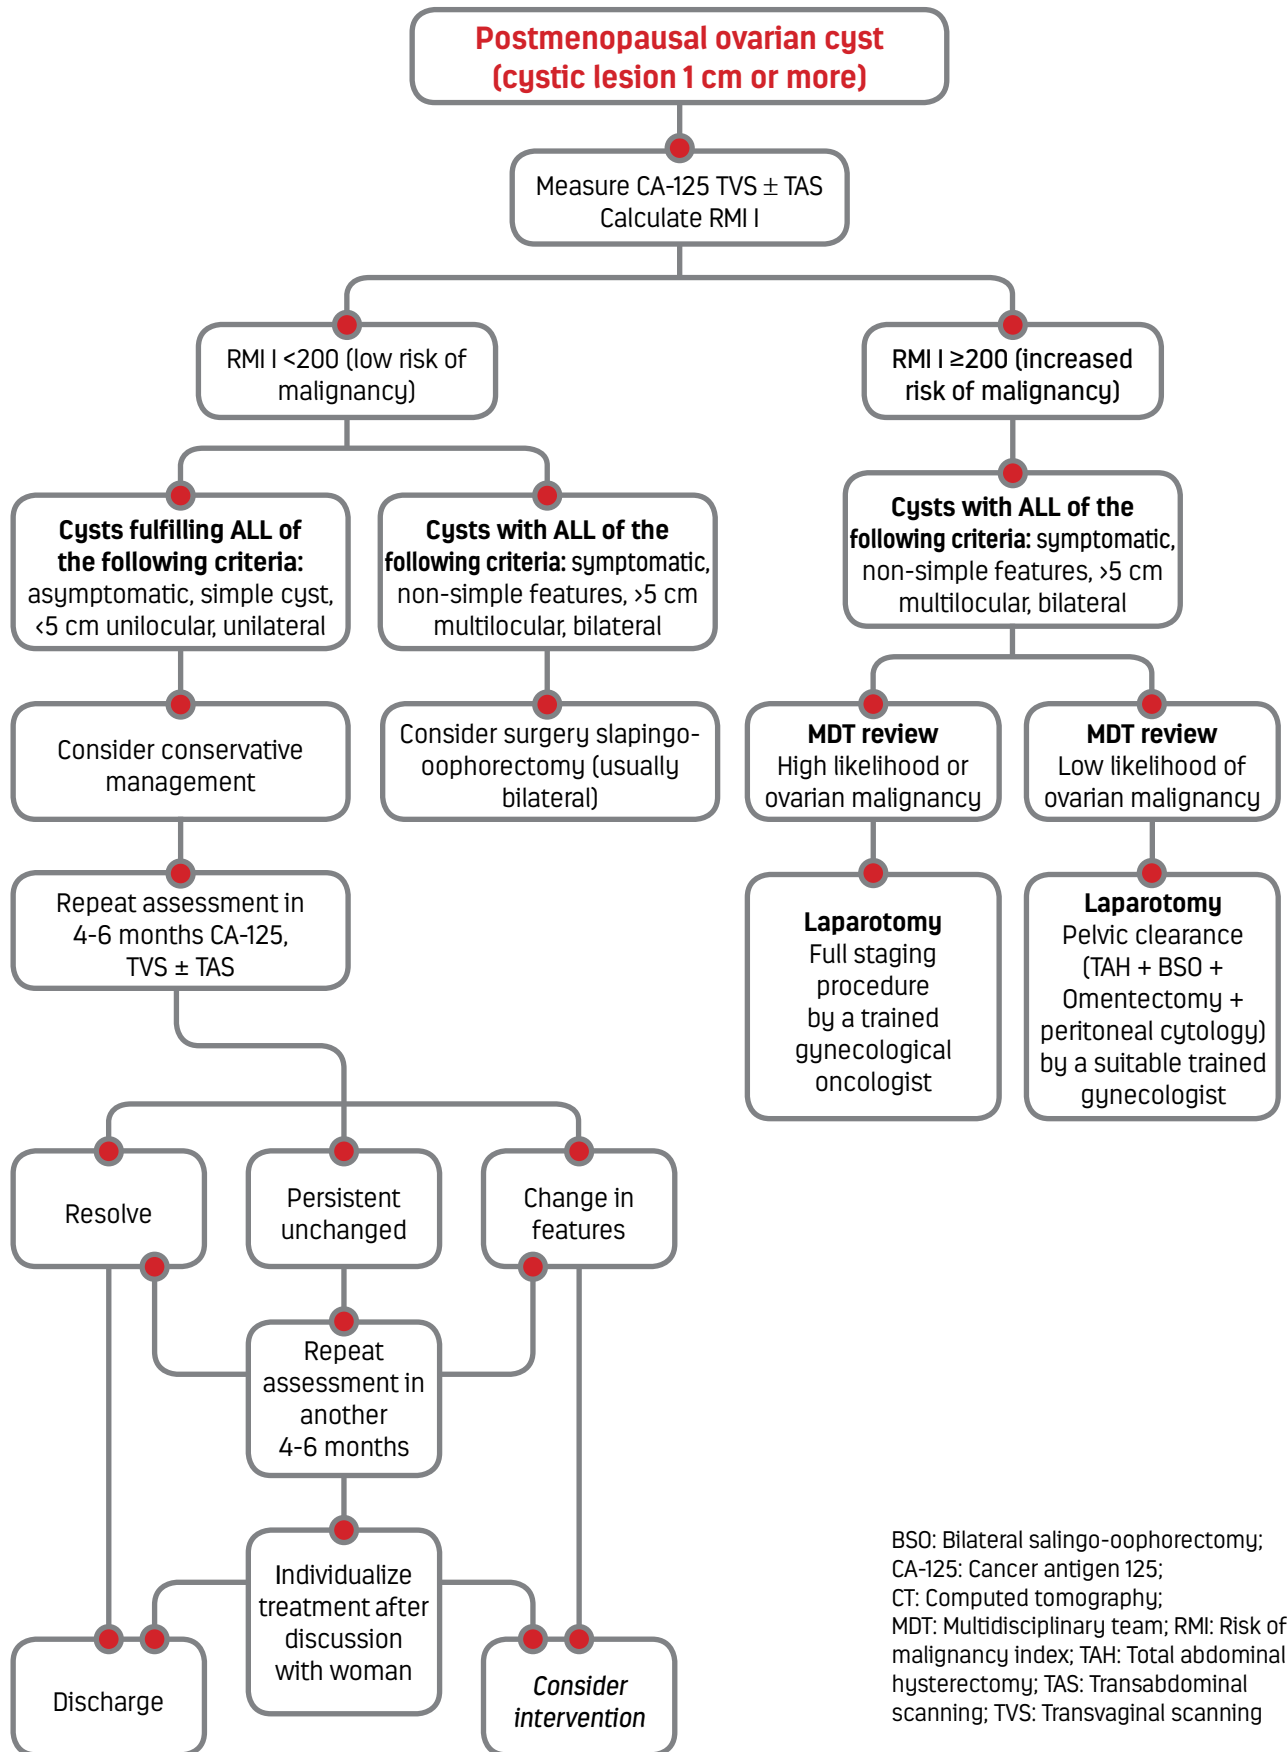 Postmenopausal ovarian cyst
(cystic lesion 1 cm or more)
Measure CA-125 TVS ± TAS
Calculate RMI I
RMI I <200 (low risk of
malignancy)
RMI I ≥200 (increased
risk of malignancy)
Cysts fulfilling ALL of
the following criteria:
asymptomatic, simple cyst,
<5 cm unilocular, unilateral
Cysts with ALL of the
following criteria: symptomatic,
non-simple features, >5 cm
multilocular, bilateral
Cysts with ALL of the
following criteria: symptomatic,
non-simple features, >5 cm
multilocular, bilateral
Consider conservative
management
Consider surgery slapingo-
oophorectomy (usually
bilateral)
MDT review
High likelihood or
ovarian malignancy
MDT review
Low likelihood of
ovarian malignancy
Repeat assessment in
4-6 months CA-125,
TVS ± TAS
Laparotomy
Full staging
procedure
by a trained
gynecological
oncologist
Laparotomy
Pelvic clearance
(TAH + BSO +
Omentectomy +
peritoneal cytology)
by a suitable trained
gynecologist
Resolve
Persistent
unchanged
Change in
features
Repeat
assessment in
another
4-6 months
Individualize
treatment after
discussion
with woman
Discharge
Consider
intervention
BSO: Bilateral salingo-oophorectomy;
CA-125: Cancer antigen 125;
CT: Computed tomography;
MDT: Multidisciplinary team; RMI: Risk of
malignancy index; TAH: Total abdominal
hysterectomy; TAS: Transabdominal
scanning; TVS: Transvaginal scanning